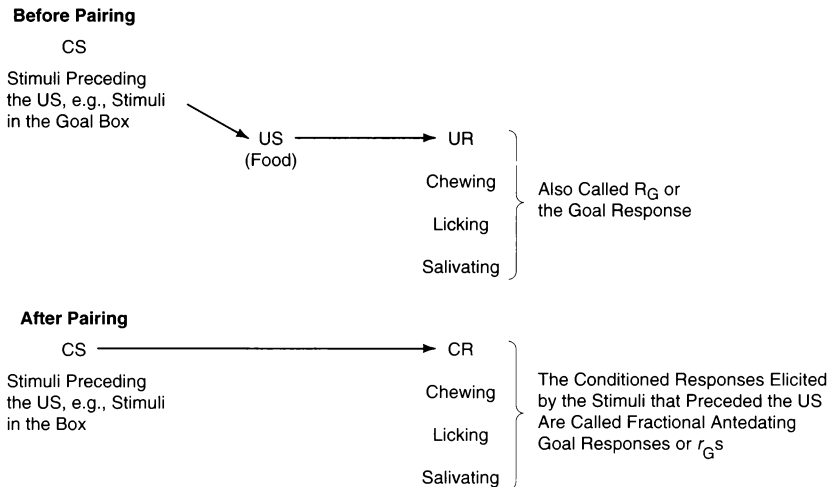 Before Pairing
CS
Stimuli Preceding
the US, e.g., Stimuli
in the Goal Box
US
(Food)
UR
Chewing
Licking
Salivating
Also Called RG or
the Goal Response
After Pairing
CS
Stimuli Preceding
the US, e.g., Stimuli
in the Box
CR
Chewing
Licking
Salivating
The Conditioned Responses Elicited
by the Stimuli that Preceded the US
Are Called Fractional Antedating
Goal Responses or rGs